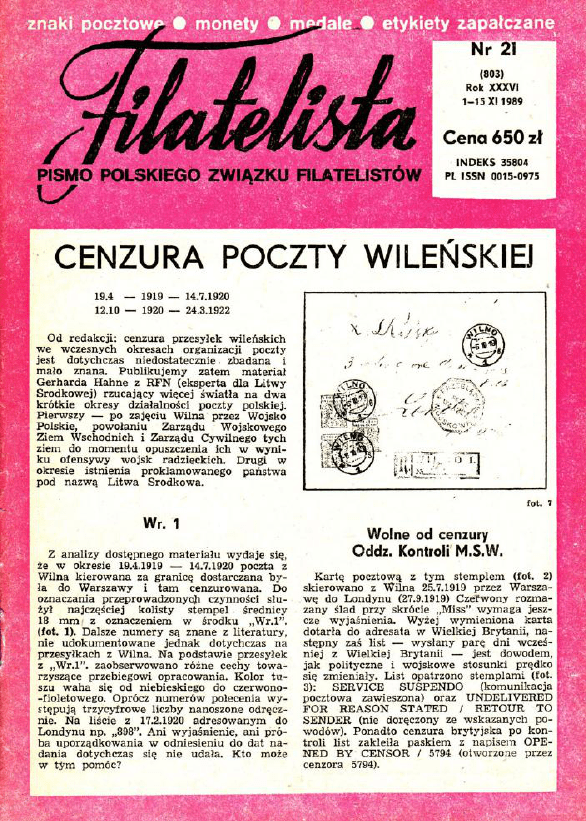 znaki pocztowe ● monety ● medale ● etykiety zapałczane
Filatelista
PISMO POLSKIEGO ZWIĄZKU FILATELISTÓW
Nr 21
(803)
Rok XXXVI
1—15 XI 1989
Cena 650 zł
INDEKS 35804
PL ISSN 0015-0975
CENZURA POCZTY WILEŃSKIEJ
19.4 — 1919 — 14.7.1920
12.10 — 1920 — 24.3.1922
Od redakcji: cenzura przesyłek wileńskich
we wczesnych okresach organizacji poczty
jest dotychczas niedostatecznie zbadana i
mało znana. Publikujemy zatem materiał
Gerharda Hahne z RFN (eksperta dla Litwy
Środkowej) rzucający więcej światła na dwa
krótkie okresy działalności poczty polskiej.
Pierwszy — po zajęciu Wilna przez Wojsko
Polskie, powołaniu Zarządu Wojskowego
Ziem Wschodnich i Zarządu Cywilnego tych
ziem do momentu opuszczenia ich w wyni-
ku ofensywy wojsk radzieckich. Drugi w
okresie istnienia proklamowanego państwa
pod nazwą Litwa Środkowa.
Wr. 1
Z analizy dostępnego materiału wydaje się,
że w okresie 19.4.1919 — 14.7.1920 poczta z
Wilna kierowana za granicę dostarczana by-
ła do Warszawy i tam cenzurowana. Do
oznaczania przeprowadzonych czynności słu-
żył najczęściej kolisty stempel średnicy
18 mm z oznaczeniem w środku „Wr.1”.
(fot. 1). Dalsze numery są znane z literatury,
nie udokumentowane jednak dotychczas na
przesyłkach z Wilna. Na podstawie przesyłek
z „Wr.1”. zaobserwowano różne cechy towa-
rzyszące przebiegowi opracowania. Kolor tu-
szu waha się od niebieskiego do czerwono-
-fioletowego. Oprócz numerów polecenia wy-
stępują trzycyfrowe liczby nanoszone odręcz-
nie. Na liście z 17.2.1920 adresowanym do
Londynu np. „898”. Ani wyjaśnienie, ani pró-
ba uporządkowania w odniesieniu do dat na-
dania dotychczas się nie udała. Kto może
w tym pomóc?
WILNO
WILNO
WILNO
fot. 7
Wolne od cenzury
Oddz. Kontroli M.S.W.
Kartę pocztową z tym stemplem (fot. 2)
skierowano z Wilna 25.7.1919 przez Warsza-
wę do Londynu (27.9.1919) Czerwony rozma-
zany ślad przy skrócie „Miss” wymaga jesz-
cze wyjaśnienia. Wyżej wymieniona karta
dotarła do adresata w Wielkiej Brytanii, na-
stępny zaś list — wysłany parę dni wcześ-
niej z Wielkiej Brytanii — jest dowodem,
jak polityczne i wojskowe stosunki prędko
się zmieniały. List opatrzono stemplami (fot.
3): SERVICE SUSPENDO (komunikacja
pocztowa zawieszona) oraz UNDELIVERED
FOR REASON STATED / RETOUR TO
SENDER (nie doręczony ze wskazanych po-
wodów). Ponadto cenzura brytyjska po kon-
troli list zakleiła paskiem z napisem OPE-
NED BY CENSOR / 5794 (otworzone przez
cenzora 5794).